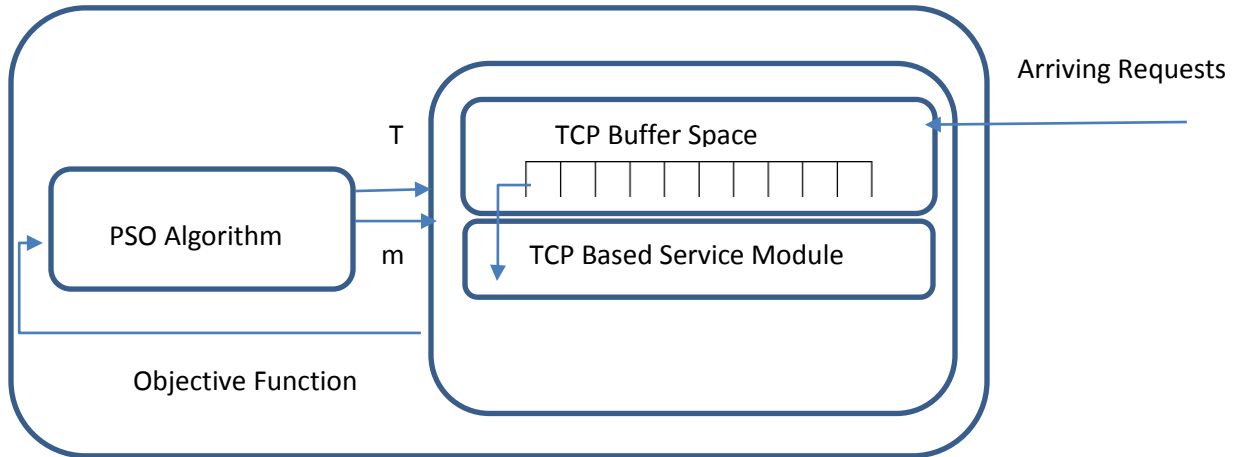 Arriving Requests
TCP Buffer Space
T
PSO Algorithm
m
TCP Based Service Module
Objective Function